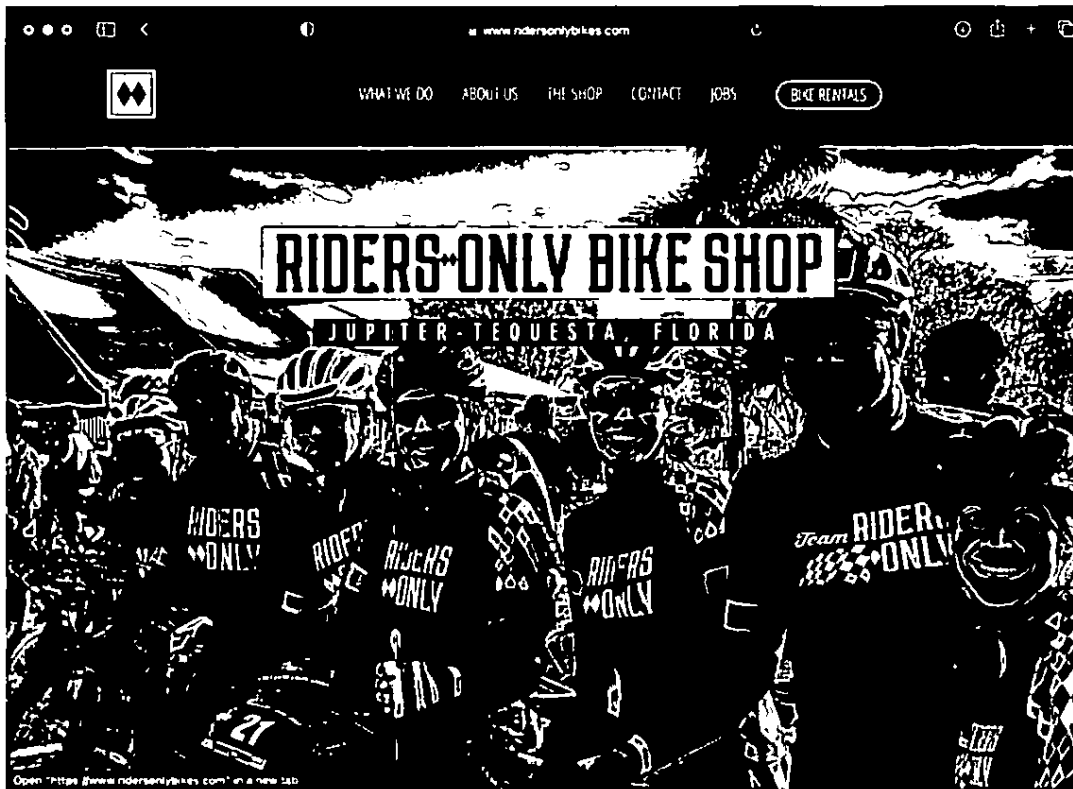 www.ridersonlybikes.com
WHAT WE DO ABOUT US THE SHOP CONTACT JOBS BIKE RENTALS
RIDERS ONLY BIKE SHOP
JUPITER-TEQUESTA, FLORIDA
RIDERS
ONLY
RIDERS
ONLY
RIDERS
ONLY
Team RIDER
ONLY
21
Open "https://www.ridersonlybikes.com" in a new tab